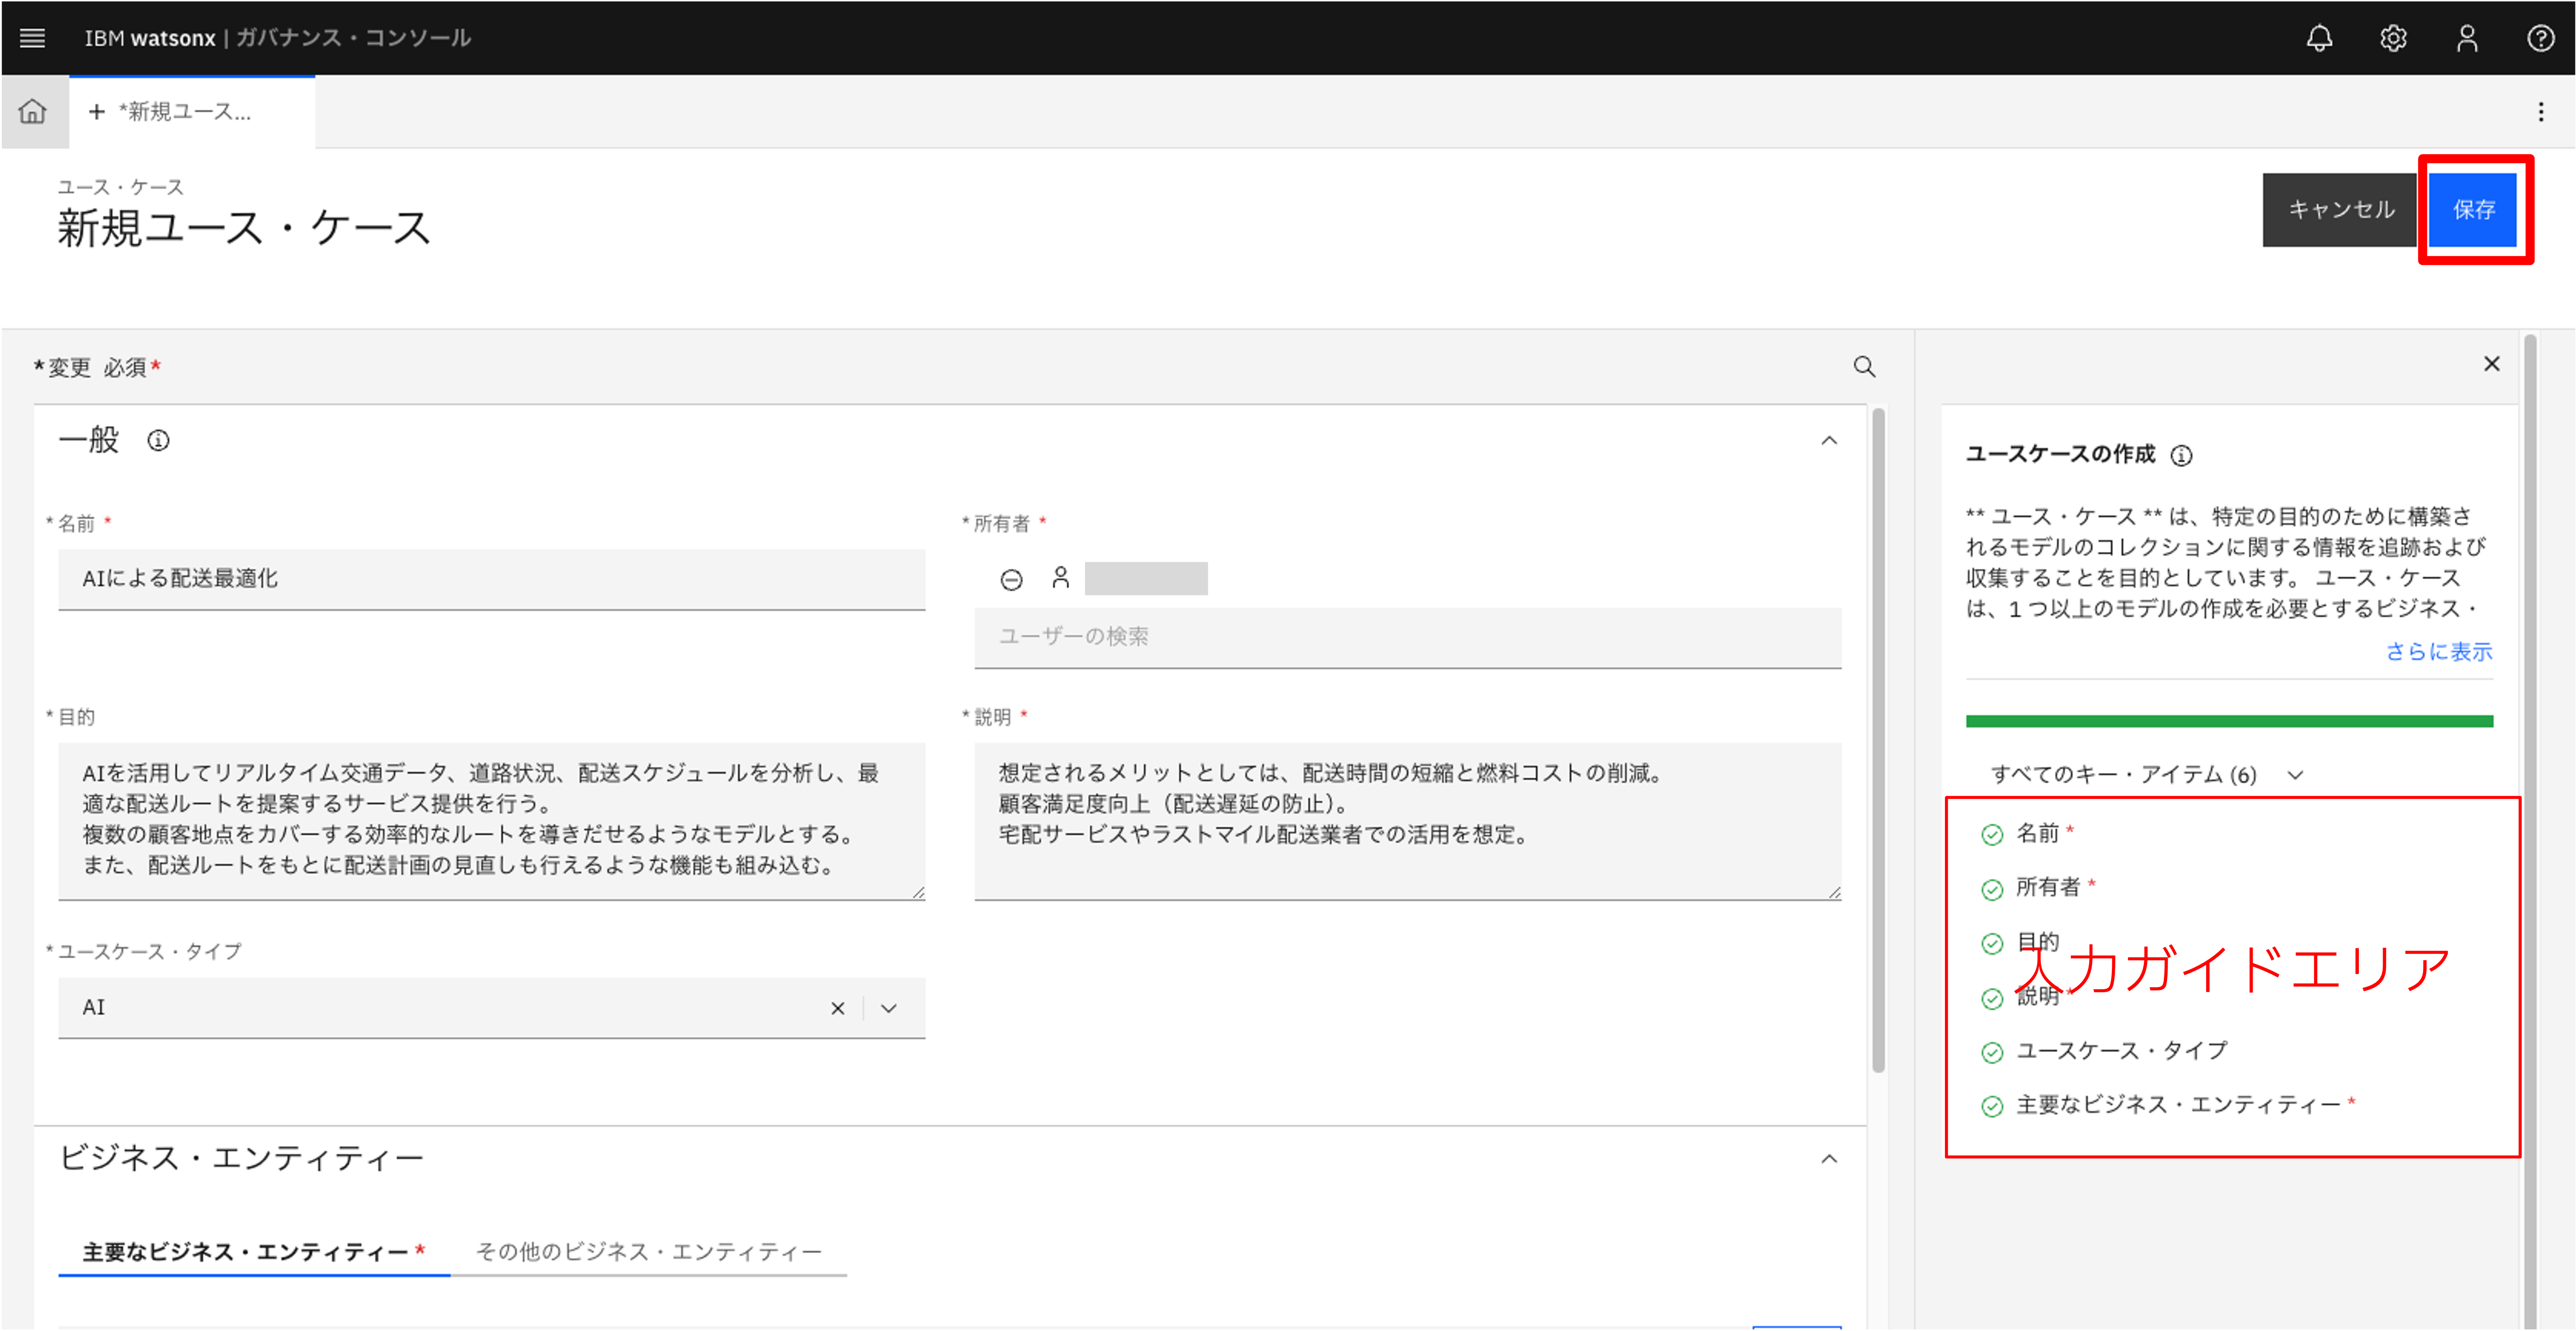 IBM watsonx | ガバナンス・コンソール
*新規ユース...
ユース・ケース
新規ユース・ケース
キャンセル
保存
*変更 必須*
一般
*名前 *
AIによる配送最適化
*所有者 *
ユーザーの検索
*目的
AIを活用してリアルタイム交通データ、道路状況、配送スケジュールを分析し、最
適な配送ルートを提案するサービス提供を行う。
複数の顧客地点をカバーする効率的なルートを導きだせるようなモデルとする。
また、配送ルートをもとに配送計画の見直しも行えるような機能も組み込む。
*説明 *
想定されるメリットとしては、配送時間の短縮と燃料コストの削減。
顧客満足度向上（配送遅延の防止）。
宅配サービスやラストマイル配送業者での活用を想定。
*ユースケース・タイプ
AI
ビジネス・エンティティー
主要なビジネス・エンティティー *
その他のビジネス・エンティティー
ユースケースの作成
** ユース・ケース ** は、特定の目的のために構築さ
れるモデルのコレクションに関する情報を追跡および
収集することを目的としています。 ユース・ケース
は、1 つ以上のモデルの作成を必要とするビジネス・
さらに表示
すべてのキー・アイテム (6)
名前 *
所有者 *
目的
入力ガイドエリア
説明 *
ユースケース・タイプ
主要なビジネス・エンティティー *